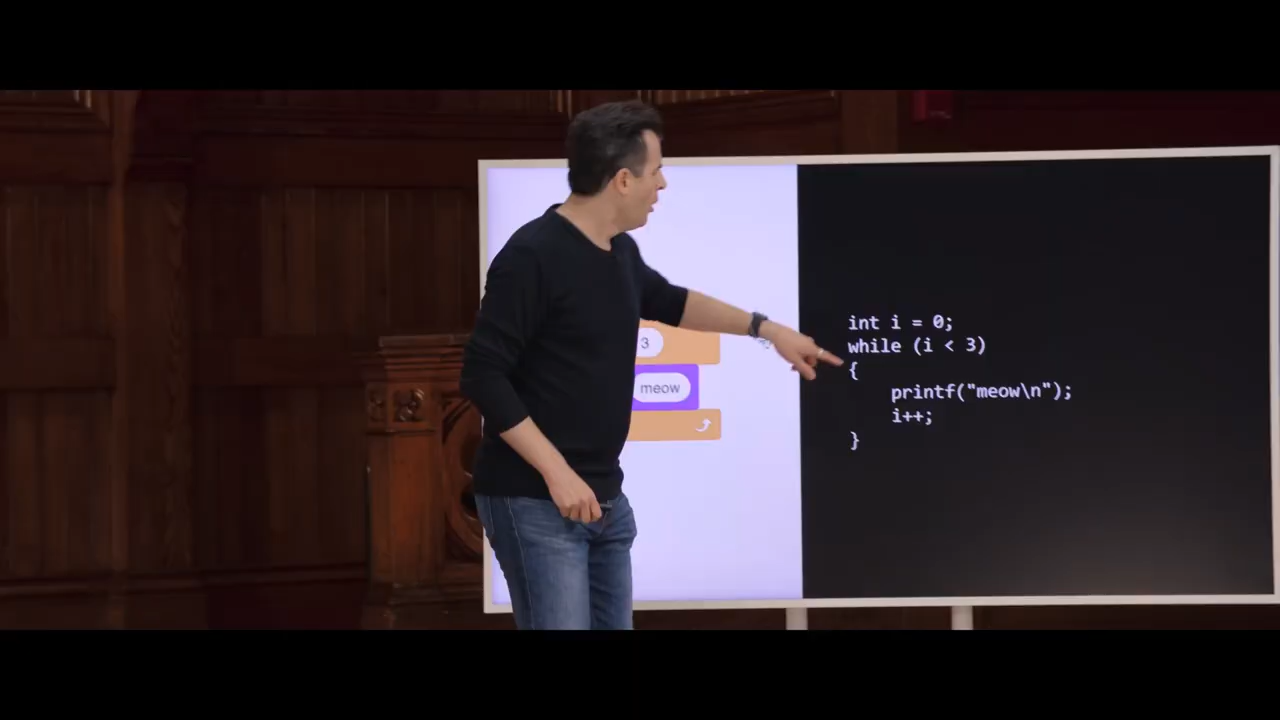 3
meow
int i = 0;
while (i < 3)
{
    printf("meow\n");
    i++;
}